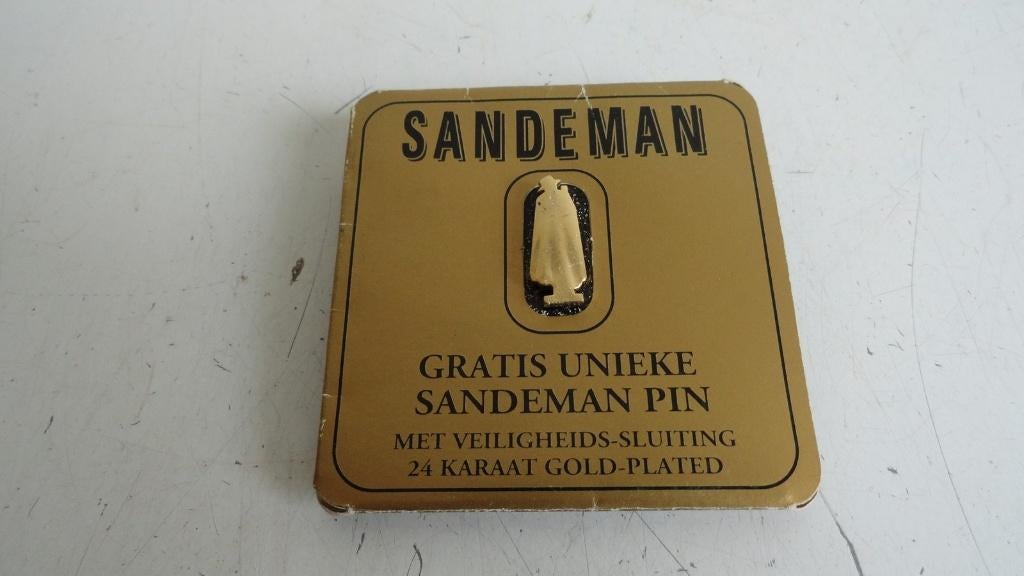 SANDEMAN
GRATIS UNIEKE
SANDEMAN PIN
MET VEILIGHEIDS-SLUITING
24 KARAAT GOLD-PLATED